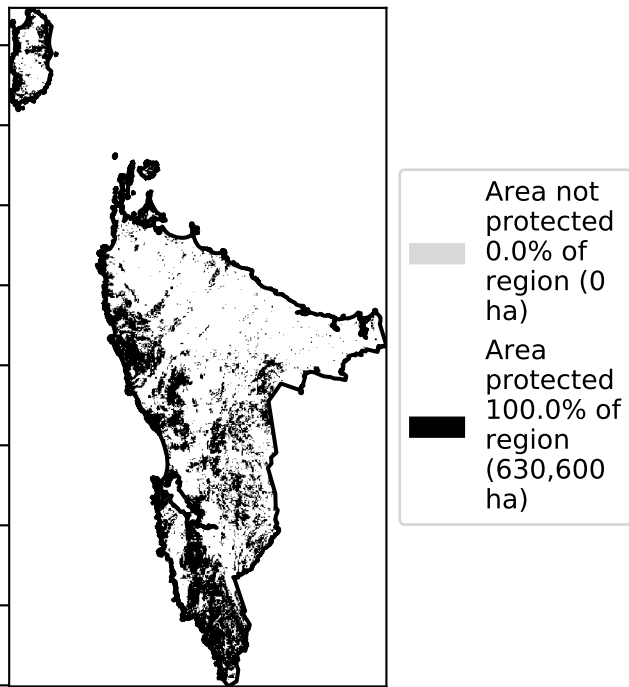 Area not
protected
0.0% of
region (0
ha)
Area
protected
100.0% of
region
(630,600
ha)